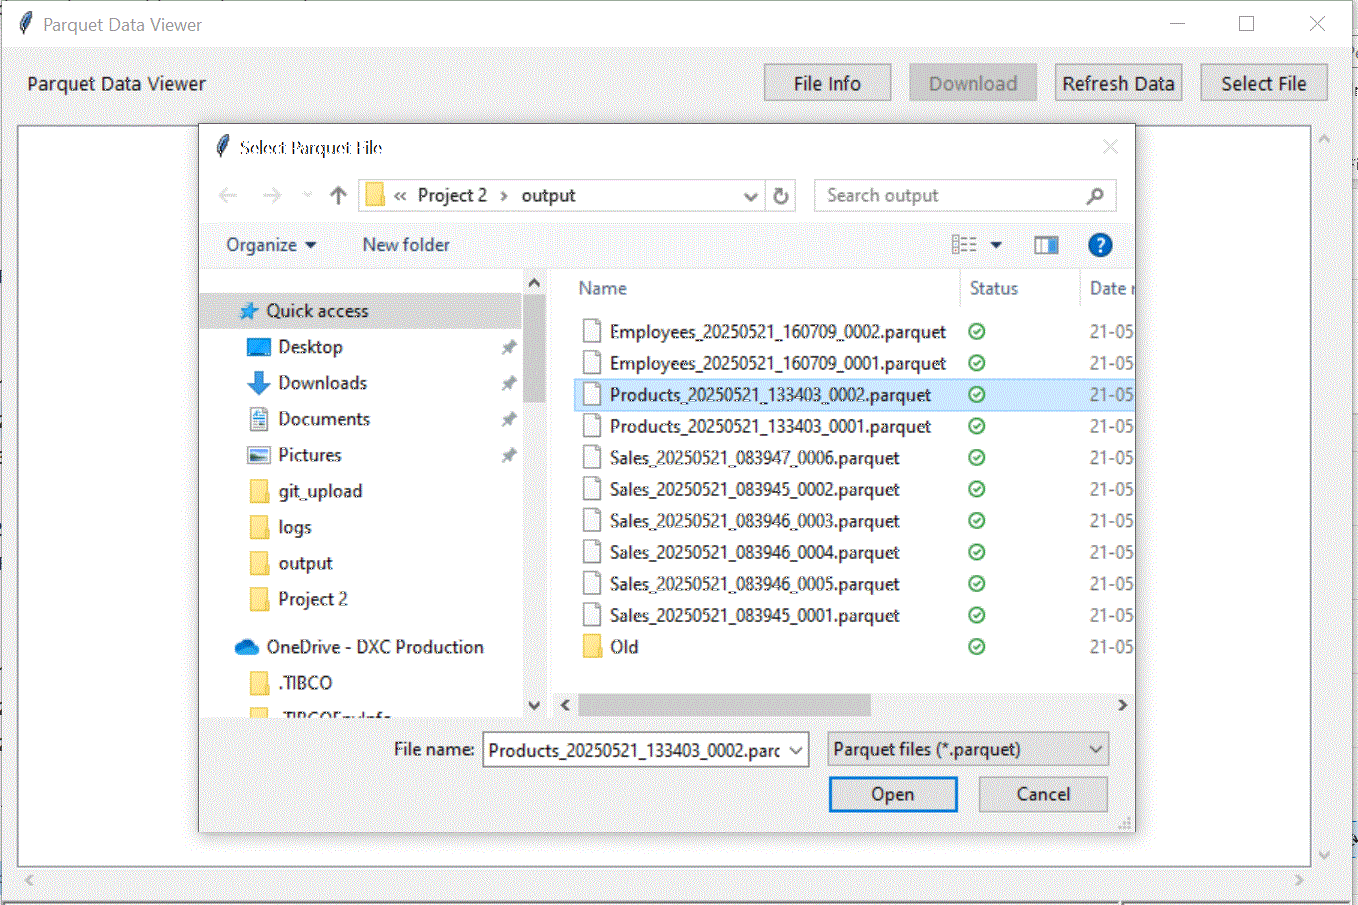 Parquet Data Viewer
Parquet Data Viewer
File Info
Download
Refresh Data
Select File
Select Parquet File
« Project 2 › output
Search output
Organize
New folder
Name
Status
Date
Quick access
Desktop
Downloads
Documents
Pictures
git_upload
logs
output
Project 2
OneDrive - DXC Production
.TIBCO
Employees_20250521_160709_0002.parquet 21-05
Employees_20250521_160709_0001.parquet 21-05
Products_20250521_133403_0002.parquet 21-05
Products_20250521_133403_0001.parquet 21-05
Sales_20250521_083947_0006.parquet 21-05
Sales_20250521_083945_0002.parquet 21-05
Sales_20250521_083946_0003.parquet 21-05
Sales_20250521_083946_0004.parquet 21-05
Sales_20250521_083946_0005.parquet 21-05
Sales_20250521_083945_0001.parquet 21-05
Old 21-05
File name: Products_20250521_133403_0002.parc
Parquet files (*.parquet)
Open
Cancel